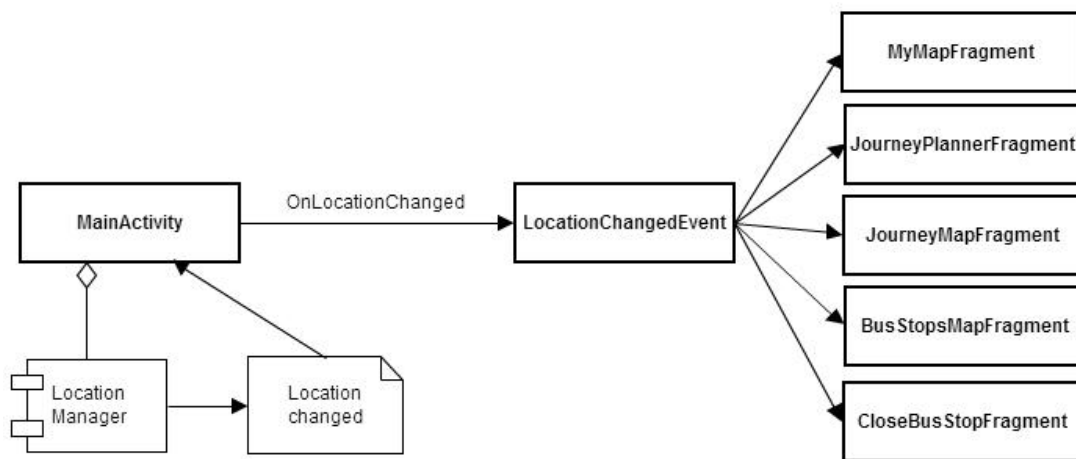 MyMapFragment
JourneyPlannerFragment
OnLocationChanged
MainActivity
LocationChangedEvent
JourneyMapFragment
BusStopsMapFragment
Location
Manager
Location
changed
CloseBusStopFragment